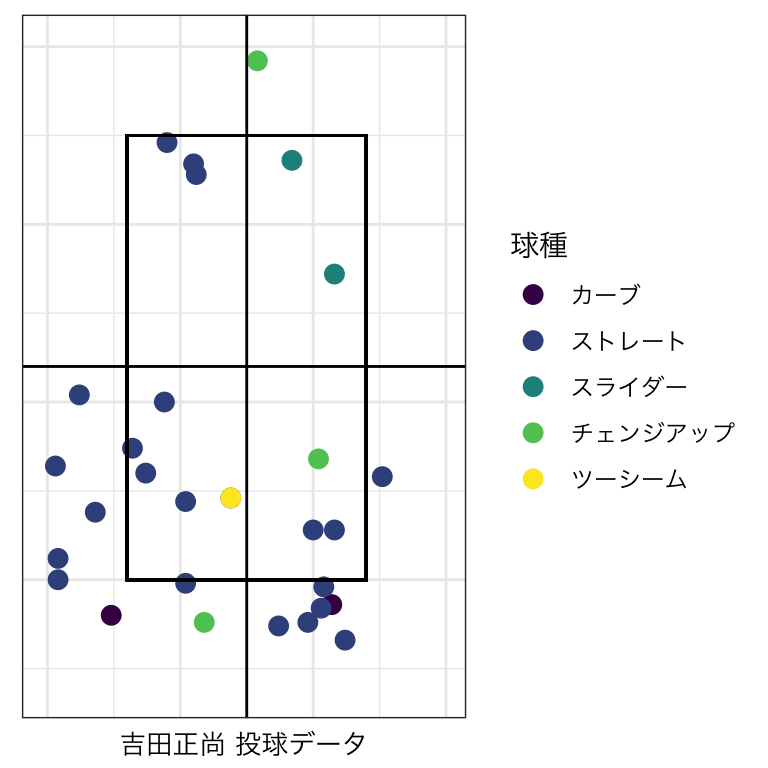 球種
カーブ
ストレート
スライダー
チェンジアップ
ツーシーム
吉田正尚 投球データ